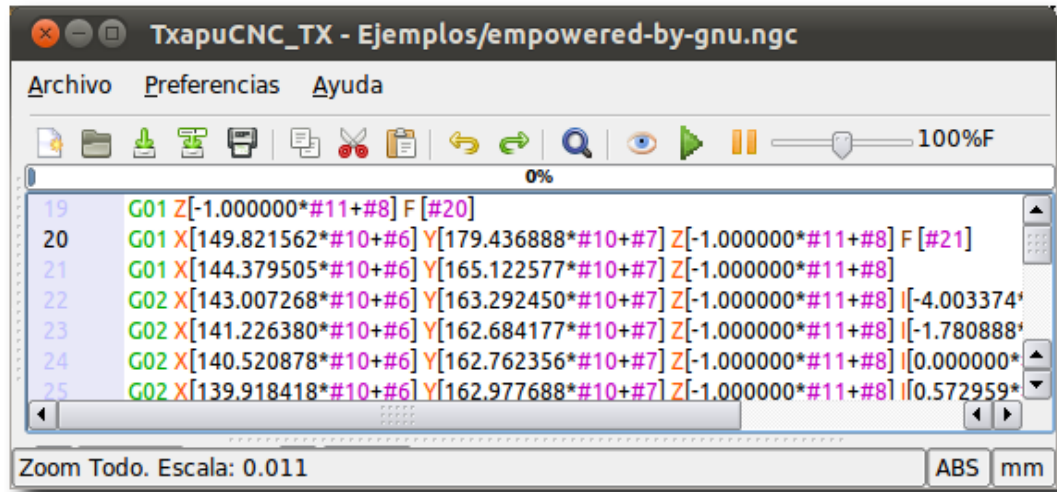 TxapuCNC_TX - Ejemplos/empowered-by-gnu.ngc
Archivo Preferencias Ayuda
100%F
0%
19 G01 Z[-1.000000*#11+#8] F [#20]
20 G01 X[149.821562*#10+#6] Y[179.436888*#10+#7] Z[-1.000000*#11+#8] F [#21]
21 G01 X[144.379505*#10+#6] Y[165.122577*#10+#7] Z[-1.000000*#11+#8]
22 G02 X[143.007268*#10+#6] Y[163.292450*#10+#7] Z[-1.000000*#11+#8] I[-4.003374*
23 G02 X[141.226380*#10+#6] Y[162.684177*#10+#7] Z[-1.000000*#11+#8] I[-1.780888*
24 G02 X[140.520878*#10+#6] Y[162.762356*#10+#7] Z[-1.000000*#11+#8] I[0.000000*
25 G02 X[139.918418*#10+#6] Y[162.977688*#10+#7] Z[-1.000000*#11+#8] I[0.572959*
Zoom Todo. Escala: 0.011 ABS mm